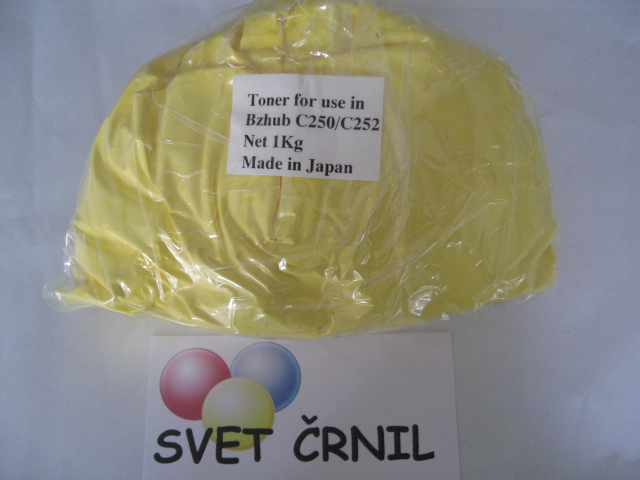 Toner for use in
Bzhub C250/C252
Net 1Kg
Made in Japan
SVET ČRNIL